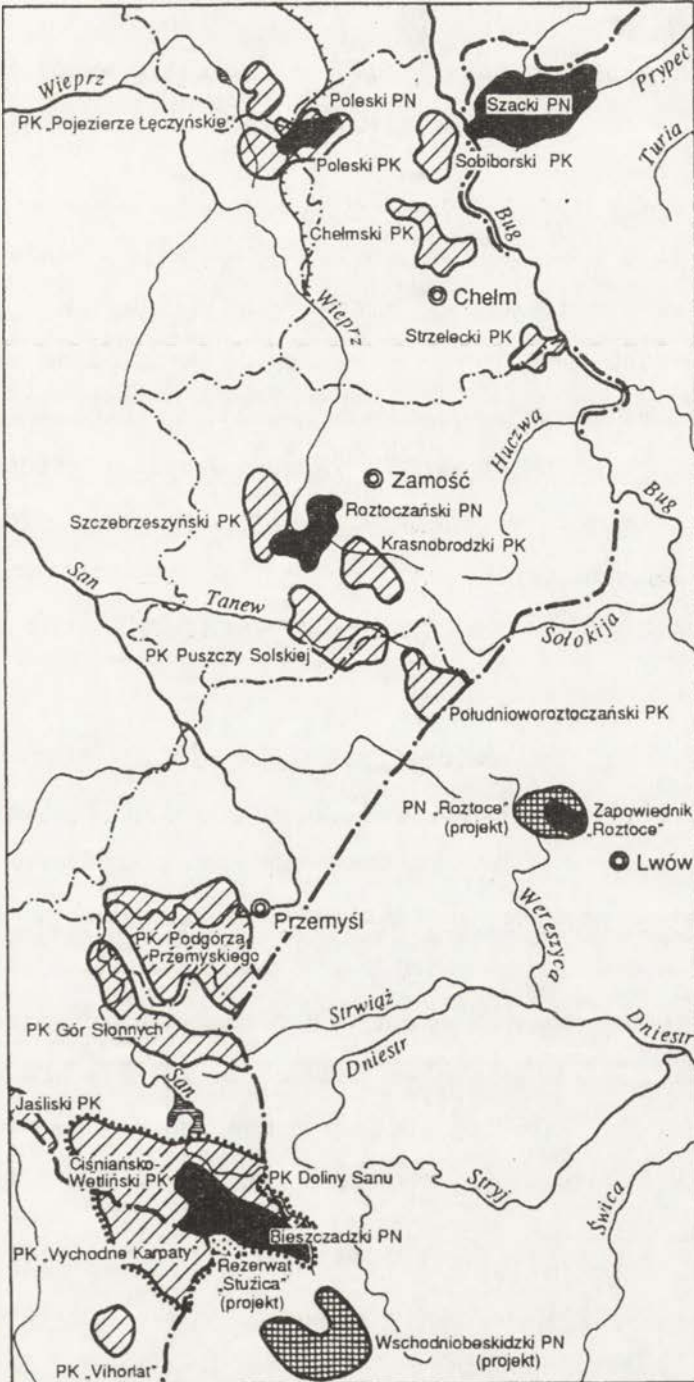 Wieprz
Poleski PN
Szacki PN
Prypeć
PK „Pojezierze Łęczyńskie"
Turia
Poleski PK
Sobiborski PK
Chełmski PK
Bug
Chełm
Wieprz
Strzelecki PK
Huczwa
Zamość
Szczebrzeszyński PK
Roztoczański PN
Bug
Krasnobrodzki PK
San
Tanew
Sołokija
PK Puszczy Solskiej
Południoworoztoczański PK
PN „Roztoce"
(projekt)
Zapowiednik
„Roztoce"
Lwów
Przemyśl
PK Podgórza
Przemyskiego
Wereszyca
Strwiąż
Dniestr
PK Gór Słonnych
Dniestr
San
Jaśliski PK
Ciśniańsko-
Wetliński PK
PK Doliny Sanu
Stryj
Świca
Bieszczadzki PN
PK „Vychodne Karpaty"
Rezerwat
„Stużica"
(projekt)
Wschodniobeskidzki PN
(projekt)
PK „Vihorlat"